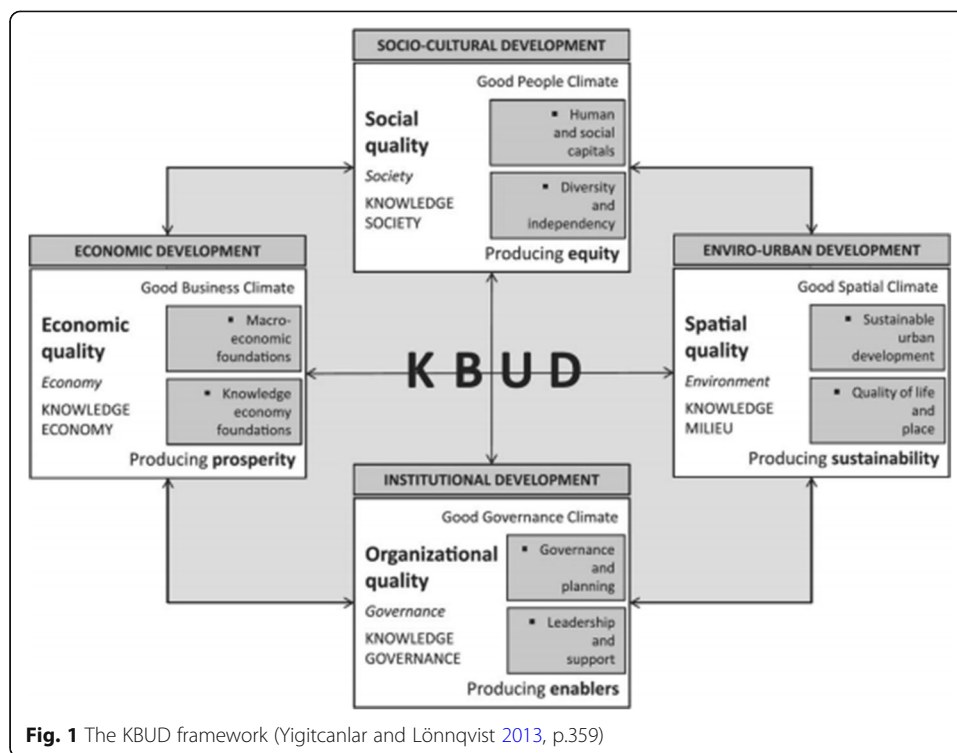 SOCIO-CULTURAL DEVELOPMENT
Good People Climate
Social
quality
Society
KNOWLEDGE
SOCIETY
▪ Human
and social
capitals
▪ Diversity
and
independency
Producing equity
ECONOMIC DEVELOPMENT
Good Business Climate
Economic
quality
Economy
KNOWLEDGE
ECONOMY
▪ Macro-
economic
foundations
▪ Knowledge
economy
foundations
Producing prosperity
KBUD
ENVIRO-URBAN DEVELOPMENT
Good Spatial Climate
Spatial
quality
Environment
KNOWLEDGE
MILIEU
▪ Sustainable
urban
development
▪ Quality of life
and
place
Producing sustainability
INSTITUTIONAL DEVELOPMENT
Good Governance Climate
Organizational
quality
Governance
KNOWLEDGE
GOVERNANCE
▪ Governance
and
planning
▪ Leadership
and
support
Producing enablers
Fig. 1 The KBUD framework (Yigitcanlar and Lönnqvist 2013, p.359)